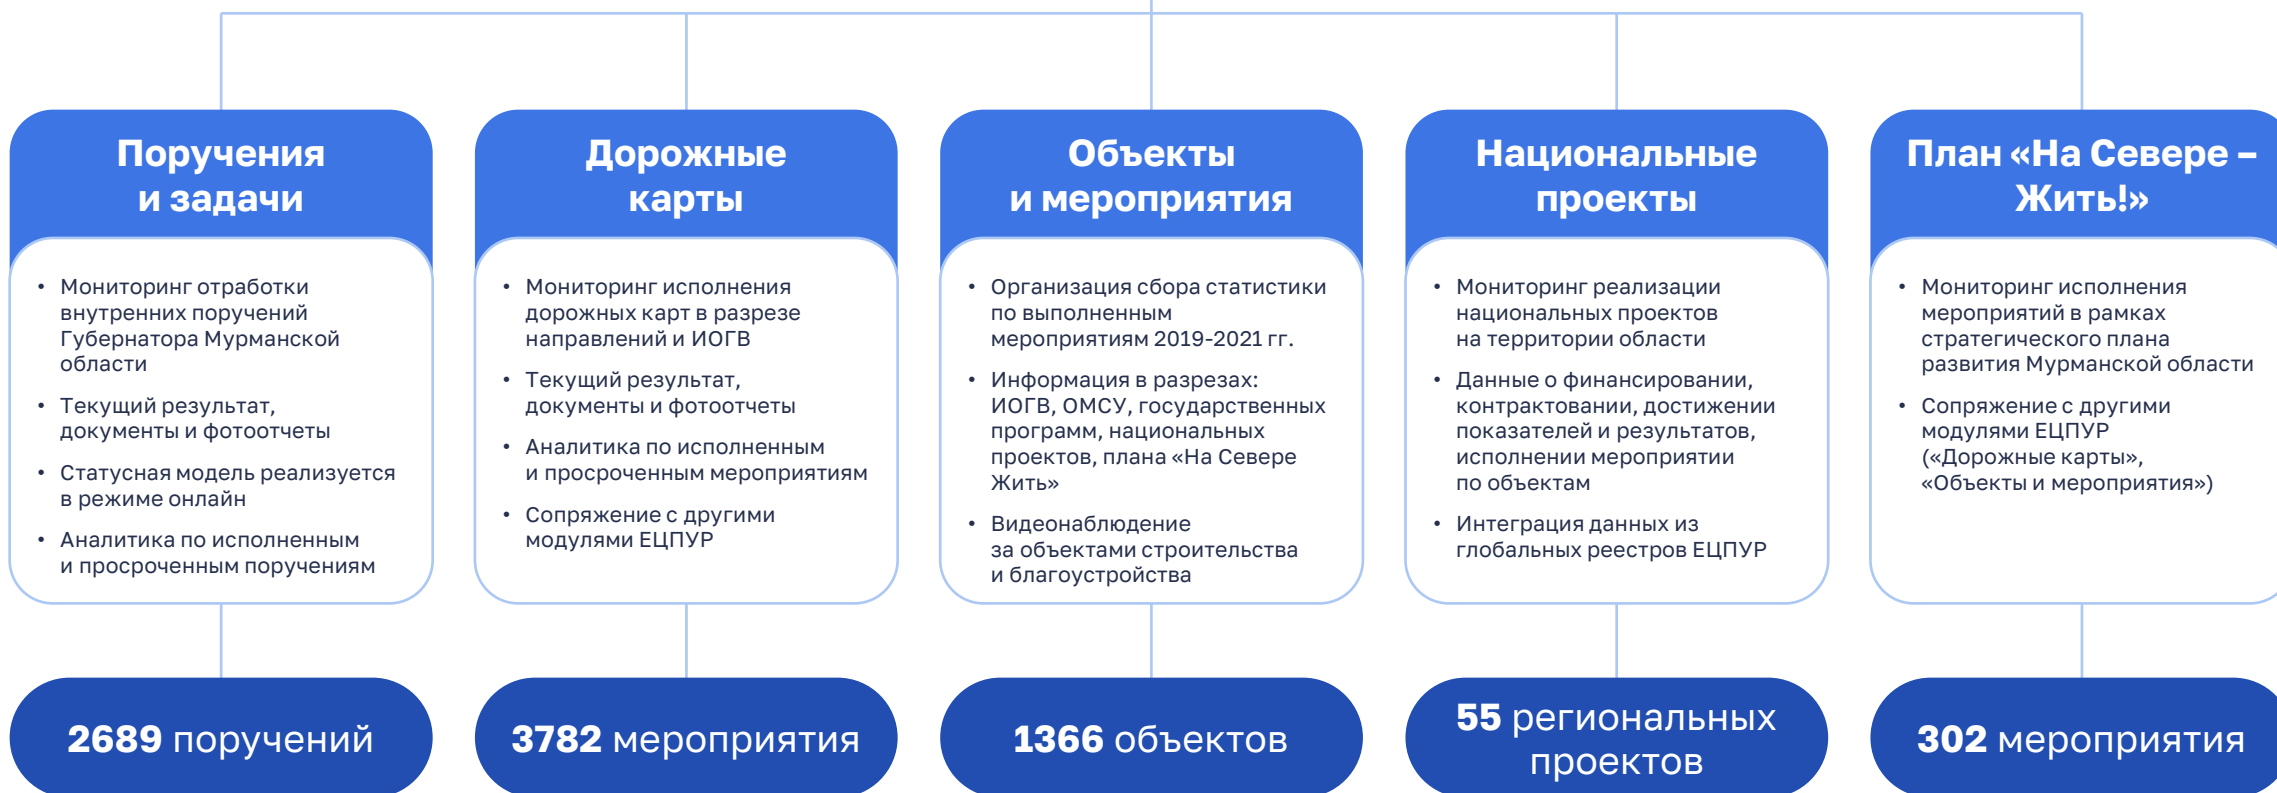 Поручения
и задачи
• Мониторинг отработки
внутренних поручений
Губернатора Мурманской
области
• Текущий результат,
документы и фотоотчеты
• Статусная модель реализуется
в режиме онлайн
• Аналитика по исполненным
и просроченным поручениям
2689 поручений
Дорожные
карты
• Мониторинг исполнения
дорожных карт в разрезе
направлений и ИОГВ
• Текущий результат,
документы и фотоотчеты
• Аналитика по исполненным
и просроченным мероприятиям
• Сопряжение с другими
модулями ЕЦПУР
3782 мероприятия
Объекты
и мероприятия
• Организация сбора статистики
по выполненным
мероприятиям 2019-2021 гг.
• Информация в разрезах:
ИОГВ, ОМСУ, государственных
программ, национальных
проектов, плана «На Севере
Жить»
• Видеонаблюдение
за объектами строительства
и благоустройства
1366 объектов
Национальные
проекты
• Мониторинг реализации
национальных проектов
на территории области
• Данные о финансировании,
контрактовании, достижении
показателей и результатов,
исполнении мероприятии
по объектам
• Интеграция данных из
глобальных реестров ЕЦПУР
55 региональных
проектов
План «На Севере –
Жить!»
• Мониторинг исполнения
мероприятий в рамках
стратегического плана
развития Мурманской области
• Сопряжение с другими
модулями ЕЦПУР
(«Дорожные карты»,
«Объекты и мероприятия»)
302 мероприятия